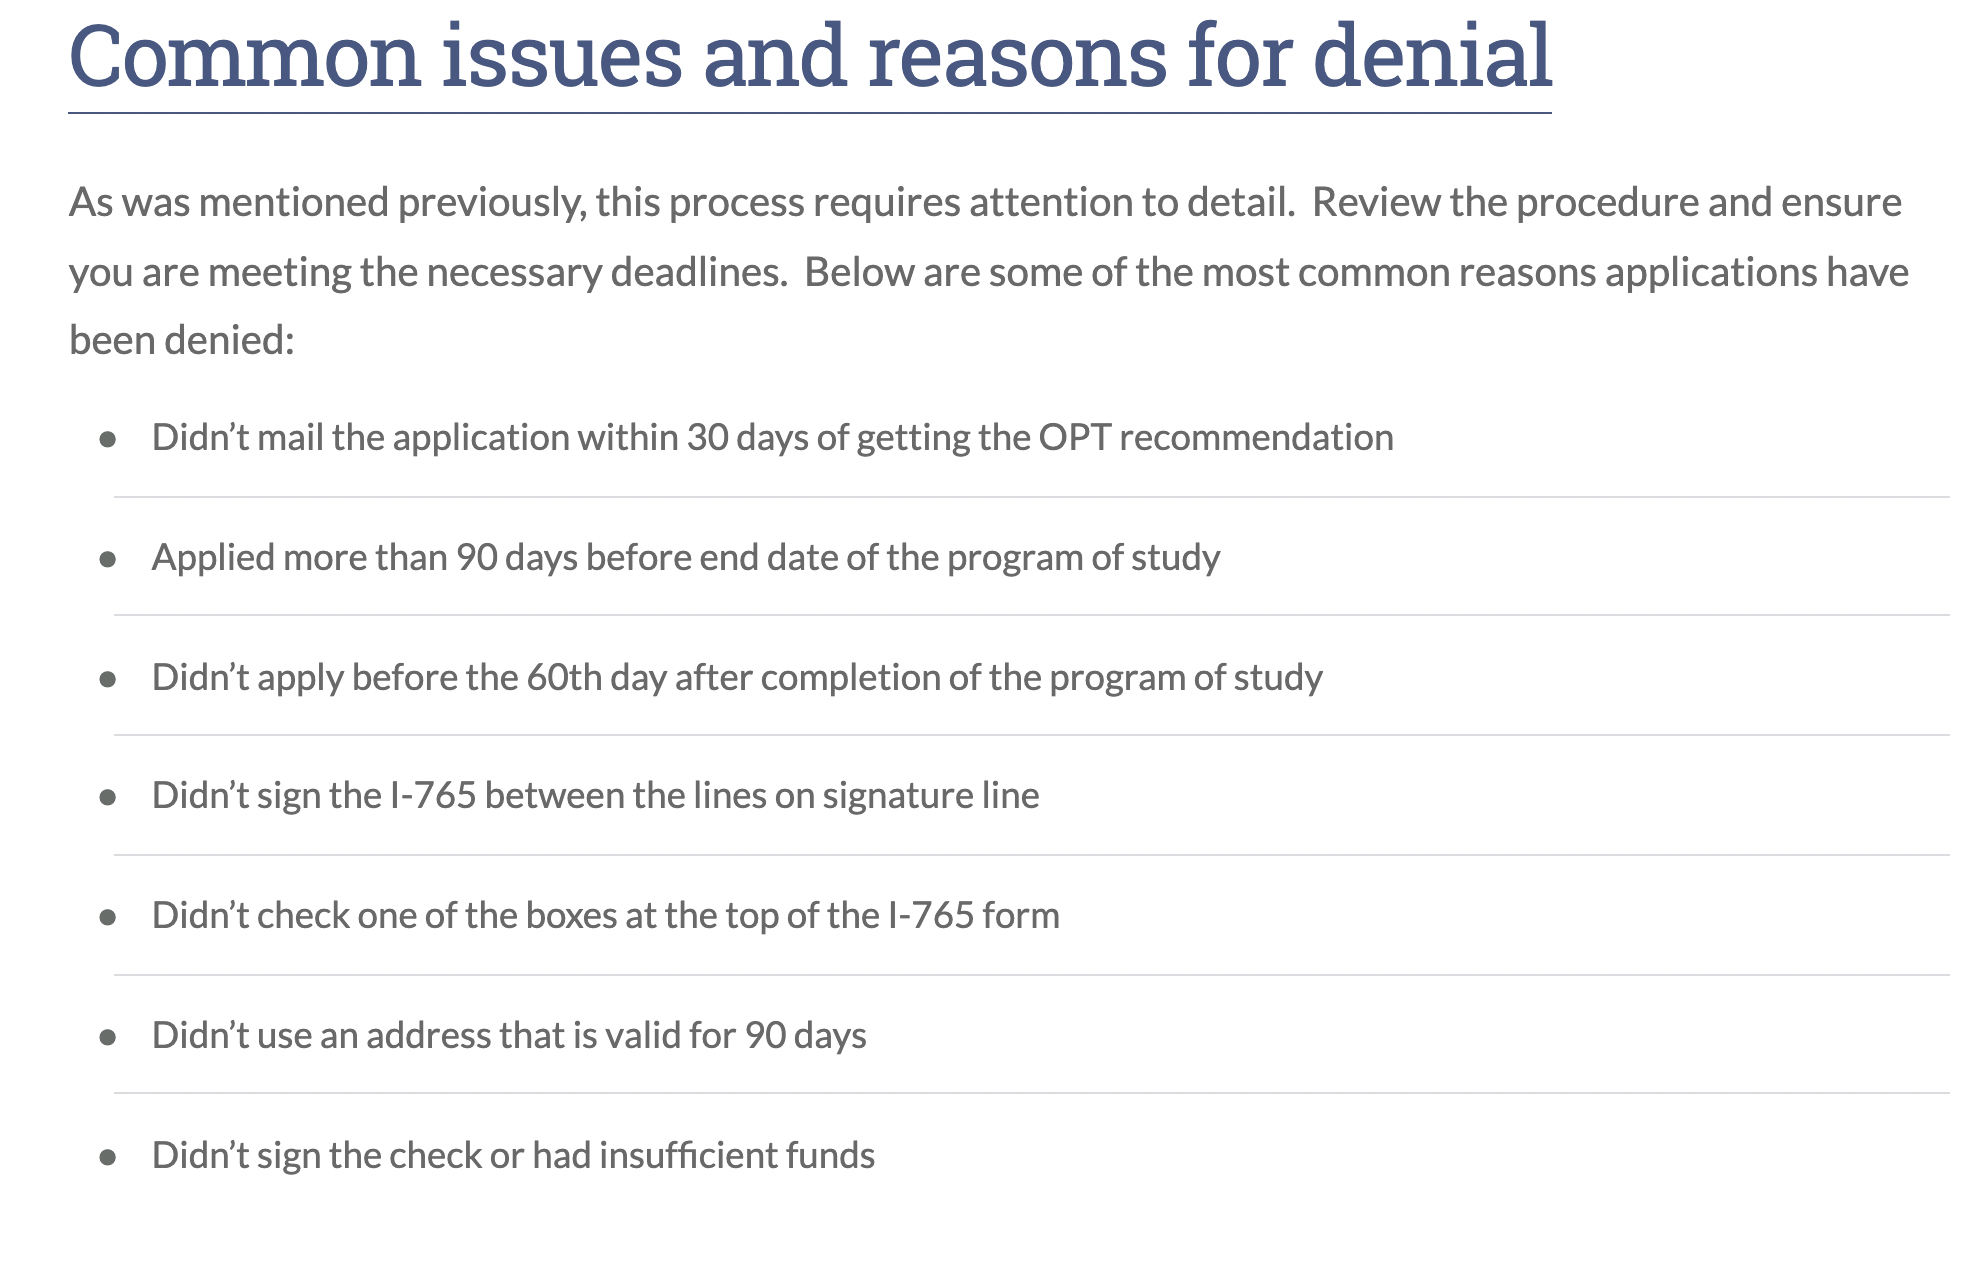 Common issues and reasons for denial
As was mentioned previously, this process requires attention to detail.  Review the procedure and ensure
you are meeting the necessary deadlines.  Below are some of the most common reasons applications have
been denied:
● Didn’t mail the application within 30 days of getting the OPT recommendation
● Applied more than 90 days before end date of the program of study
● Didn’t apply before the 60th day after completion of the program of study
● Didn’t sign the I-765 between the lines on signature line
● Didn’t check one of the boxes at the top of the I-765 form
● Didn’t use an address that is valid for 90 days
● Didn’t sign the check or had insufficient funds